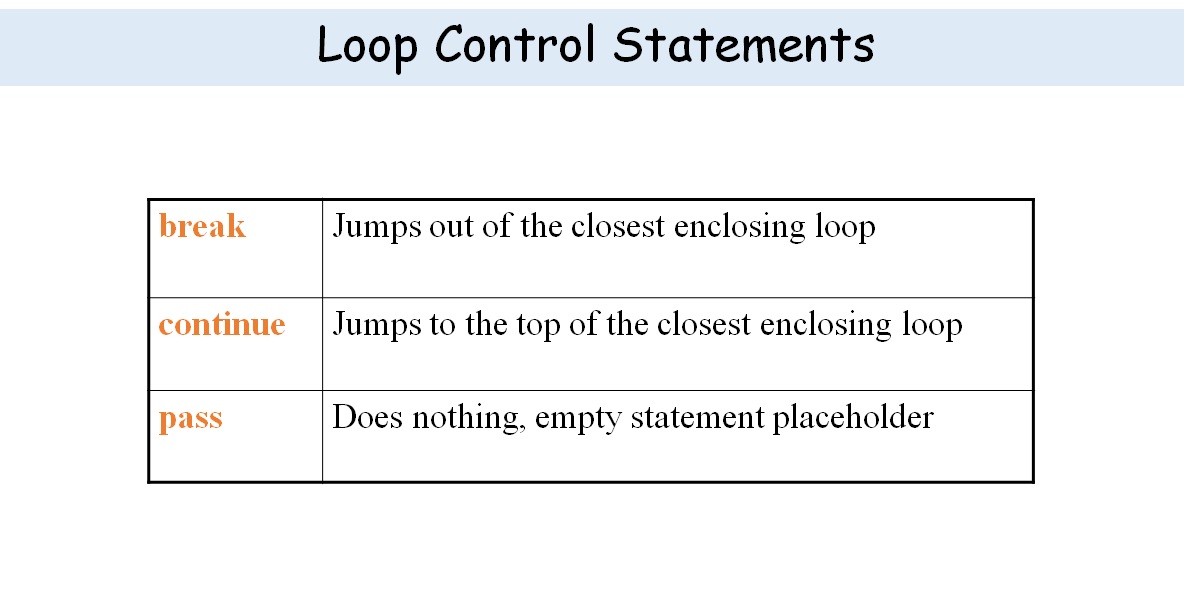 Loop Control Statements
break Jumps out of the closest enclosing loop
continue Jumps to the top of the closest enclosing loop
pass Does nothing, empty statement placeholder